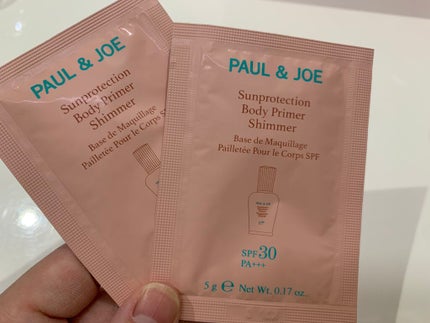 PAUL & JOE
Sunprotection
Body Primer
Shimmer
Base de Maquillage
Pailletée Pour le Corps SPF
PAUL & JOE
Sunprotection
Body Primer
Shimmer
Base de Maquillage
Pailletée Pour le Corps SPF
SPF30
PA+++
5 g e Net Wt. 0.17 oz.